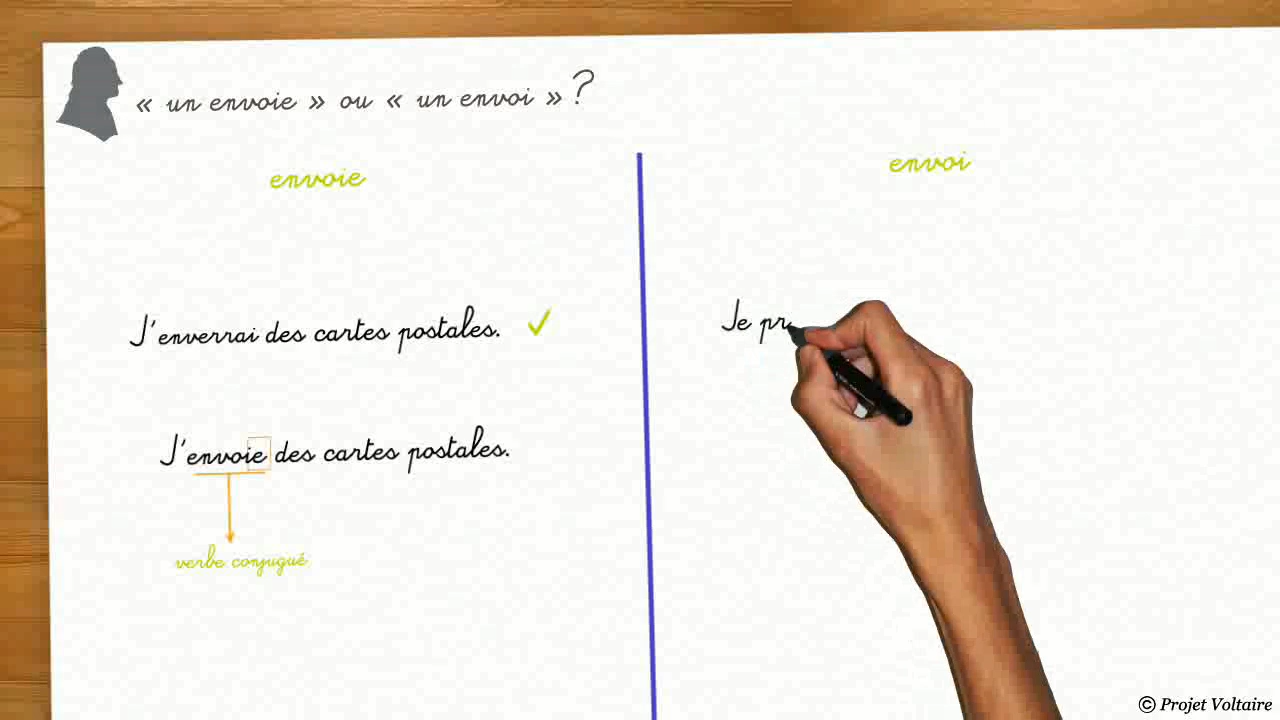 « un envoie » ou « un envoi » ?
envoie
J'enverrai des cartes postales.
J'envoie des cartes postales.
verbe conjugué
envoi
Je pr
© Projet Voltaire